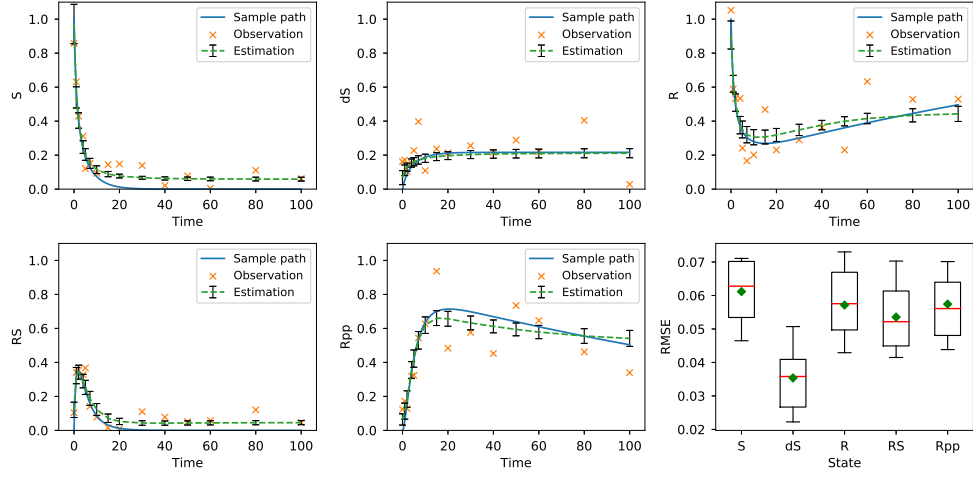 1.0
0.8
0.6
0.4
0.2
0.0
S
0 20 40 60 80 100
Time
Sample path
Observation
Estimation
1.0
0.8
0.6
0.4
0.2
0.0
dS
0 20 40 60 80 100
Time
Sample path
Observation
Estimation
1.0
0.8
0.6
0.4
0.2
0.0
R
0 20 40 60 80 100
Time
Sample path
Observation
Estimation
1.0
0.8
0.6
0.4
0.2
0.0
RS
0 20 40 60 80 100
Time
Sample path
Observation
Estimation
1.0
0.8
0.6
0.4
0.2
0.0
Rpp
0 20 40 60 80 100
Time
Sample path
Observation
Estimation
0.07
0.06
0.05
0.04
0.03
0.02
RMSE
S dS R RS Rpp
State